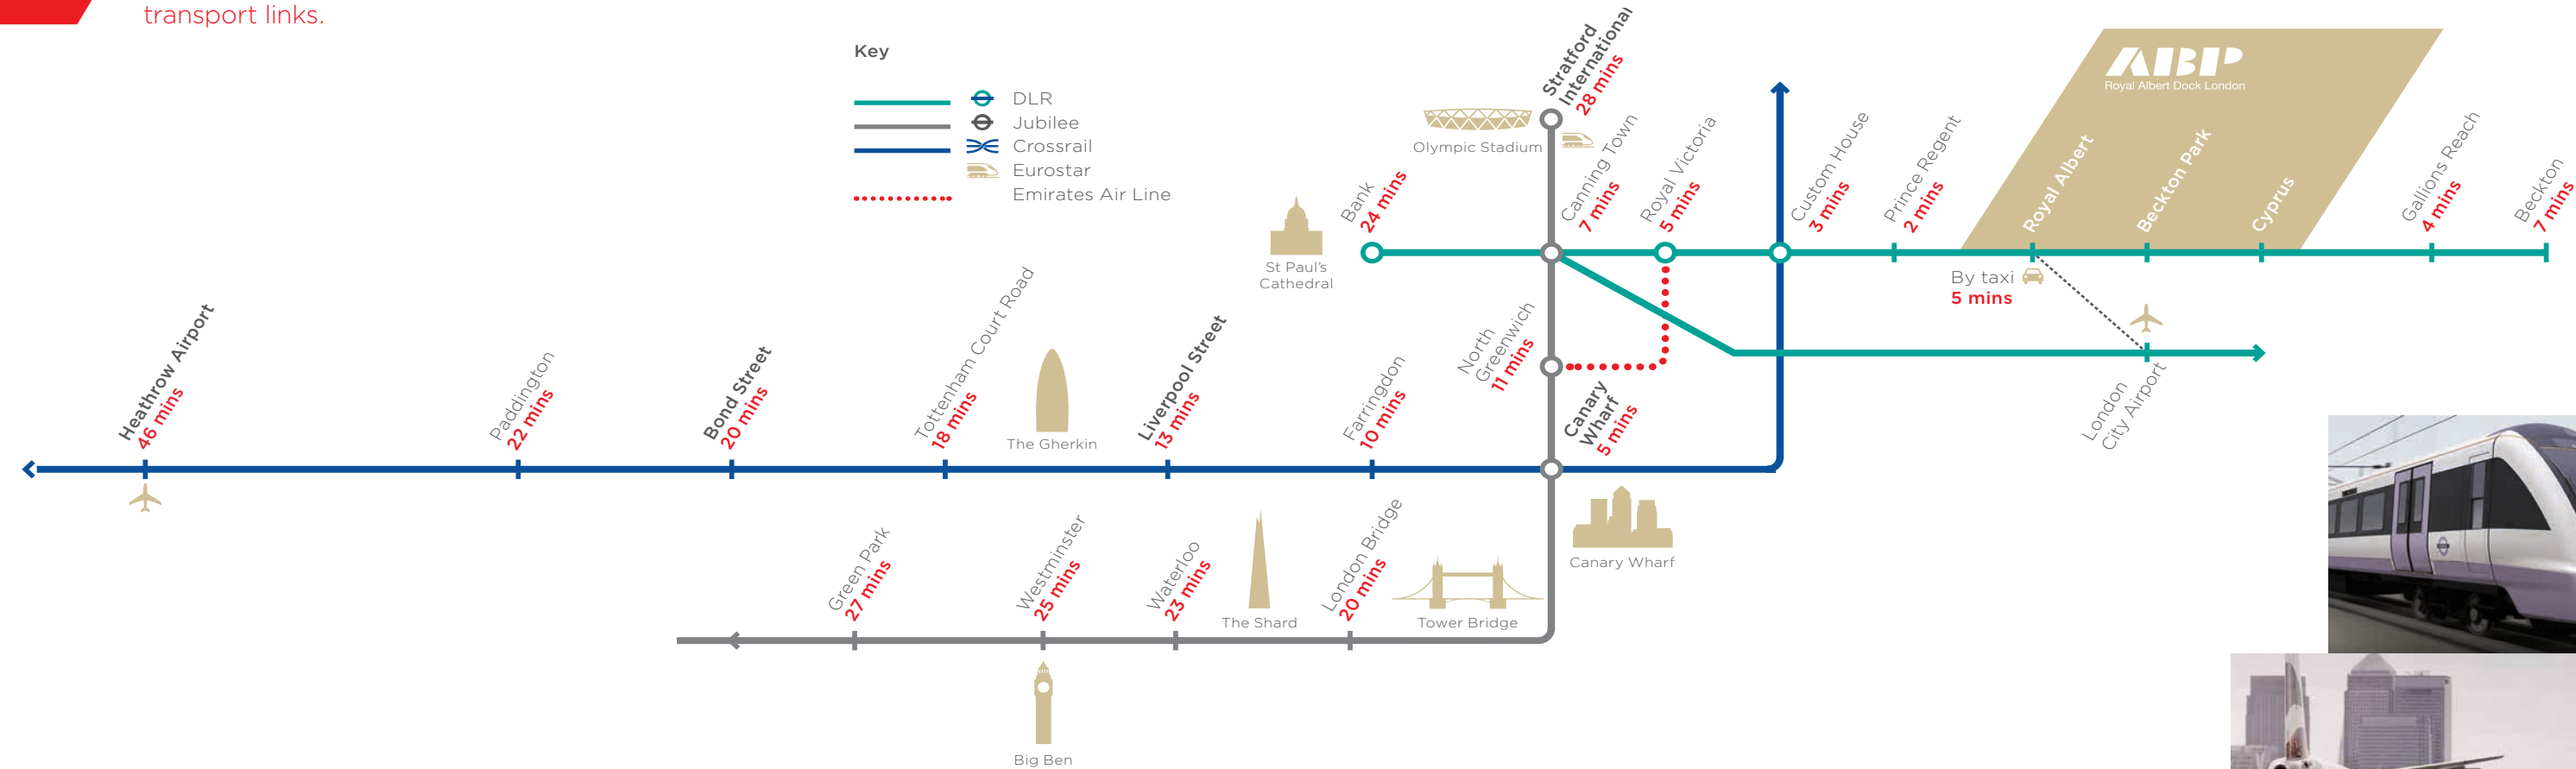 transport links.
Key
DLR
Jubilee
Crossrail
Eurostar
Emirates Air Line
Stratford
International
28 mins
Olympic Stadium
ABP
Royal Albert Dock London
St Paul's
Cathedral
Bank
24 mins
Canning Town
7 mins
Royal Victoria
5 mins
Custom House
3 mins
Prince Regent
2 mins
Royal Albert
Beckton Park
Cyprus
Gallions Reach
4 mins
Beckton
7 mins
By taxi
5 mins
North
Greenwich
11 mins
London
City Airport
Heathrow Airport
46 mins
Paddington
22 mins
Bond Street
20 mins
Tottenham Court Road
18 mins
The Gherkin
Liverpool Street
13 mins
Farringdon
10 mins
Canary
Wharf
5 mins
Canary Wharf
Green Park
27 mins
Westminster
25 mins
Waterloo
23 mins
The Shard
London Bridge
20 mins
Tower Bridge
Big Ben